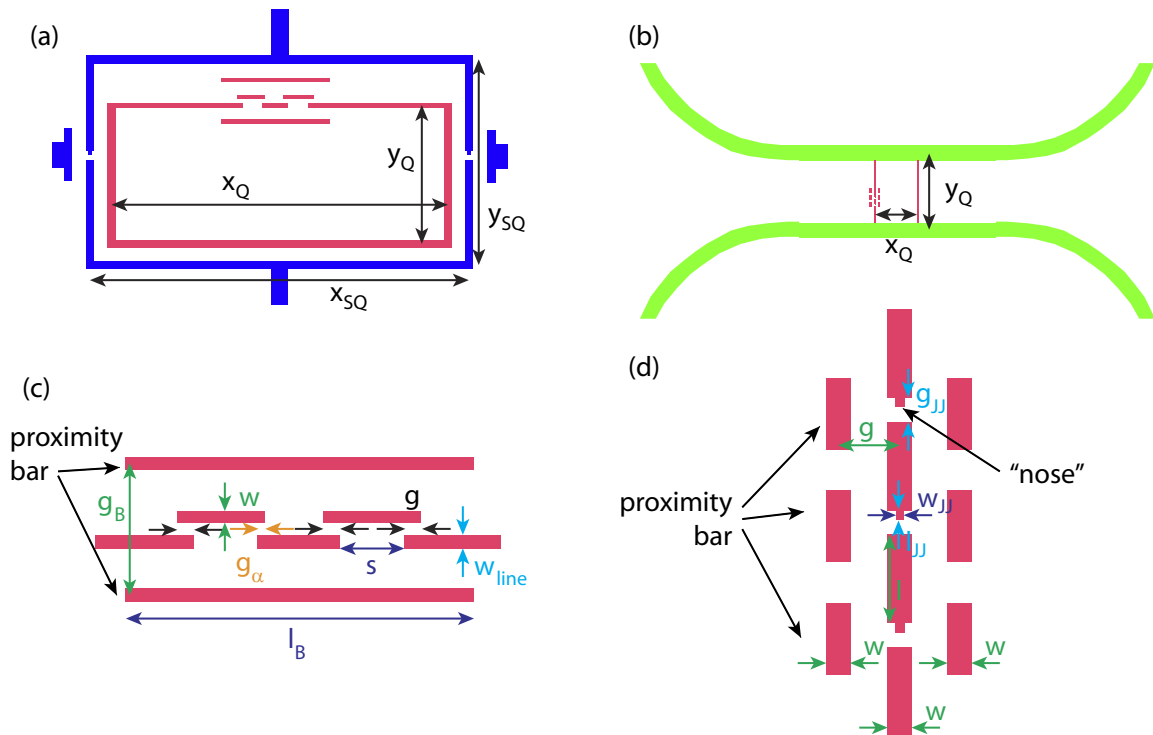 (a)
y_Q
x_Q
y_SQ
x_SQ
(b)
y_Q
x_Q
(c)
proximity
bar
g_B
w
g
g_α
s
w_line
l_B
(d)
g_JJ
g
"nose"
proximity
bar
w_JJ
l_JJ
l
w
w
w